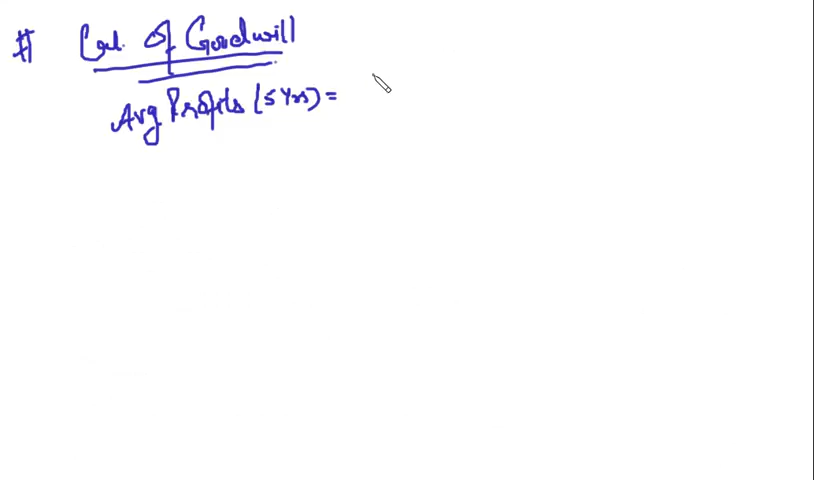 # Cal. Of Goodwill
Avg Profits (5 Yrs) =